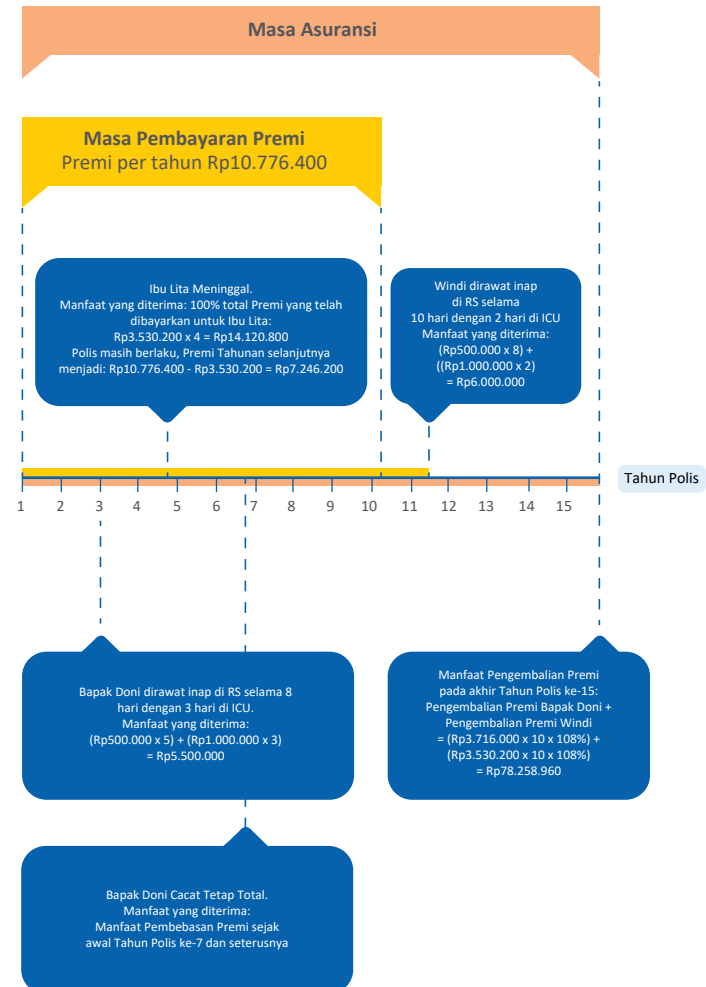 Masa Asuransi
Masa Pembayaran Premi
Premi per tahun Rp10.776.400
Ibu Lita Meninggal.
Manfaat yang diterima: 100% total Premi yang telah
dibayarkan untuk Ibu Lita:
Rp3.530.200 x 4 = Rp14.120.800
Polis masih berlaku, Premi Tahunan selanjutnya
menjadi: Rp10.776.400 - Rp3.530.200 = Rp7.246.200
Windi dirawat inap
di RS selama
10 hari dengan 2 hari di ICU
Manfaat yang diterima:
(Rp500.000 x 8) +
((Rp1.000.000 x 2)
= Rp6.000.000
Tahun Polis
1 2 3 4 5 6 7 8 9 10 11 12 13 14 15
Bapak Doni dirawat inap di RS selama 8
hari dengan 3 hari di ICU.
Manfaat yang diterima:
(Rp500.000 x 5) + (Rp1.000.000 x 3)
= Rp5.500.000
Manfaat Pengembalian Premi
pada akhir Tahun Polis ke-15:
Pengembalian Premi Bapak Doni +
Pengembalian Premi Windi
= (Rp3.716.000 x 10 x 108%) +
(Rp3.530.200 x 10 x 108%)
= Rp78.258.960
Bapak Doni Cacat Tetap Total.
Manfaat yang diterima:
Manfaat Pembebasan Premi sejak
awal Tahun Polis ke-7 dan seterusnya